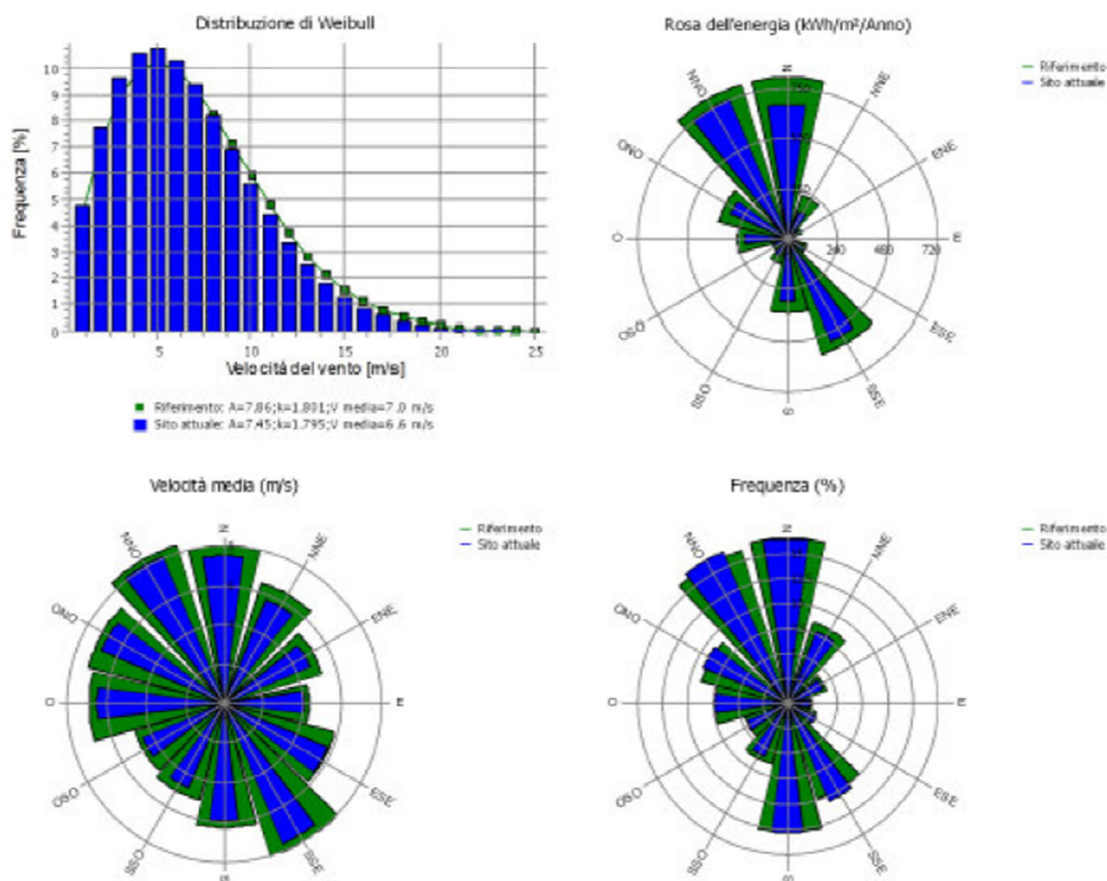 Distribuzione di Weibull
Frequenza [%]
10
9
8
7
6
5
4
3
2
1
0
5
10
15
20
25
Velocità del vento [m/s]
Riferimento: A=7.86;k=1.801;V media=7.0 m/s
Sito attuale: A=7.45;k=1.795;V media=6.6 m/s
Rosa dell'energia (kWh/m²/Anno)
Riferimento
Sito attuale
N
NNE
ENE
E
ESE
SSE
S
SSO
OSO
O
ONO
NNO
240
480
720
Velocità media (m/s)
Riferimento
Sito attuale
N
NNE
ENE
E
ESE
SSE
S
SSO
OSO
O
ONO
NNO
Frequenza (%)
Riferimento
Sito attuale
N
NNE
ENE
E
ESE
SSE
S
SSO
OSO
O
ONO
NNO